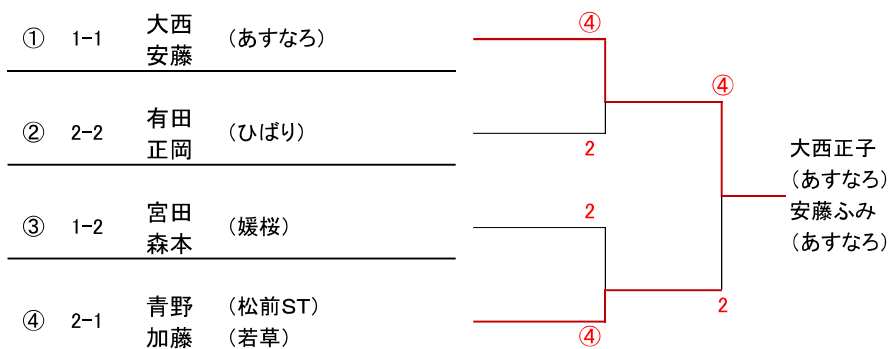 ④
① 1-1 大西 (あすなろ)
安藤
④
② 2-2 有田 (ひばり)
正岡
2
大西正子
(あすなろ)
安藤ふみ
(あすなろ)
2
③ 1-2 宮田 (媛桜)
森本
2
④ 2-1 青野 (松前ST)
加藤 (若草)
④